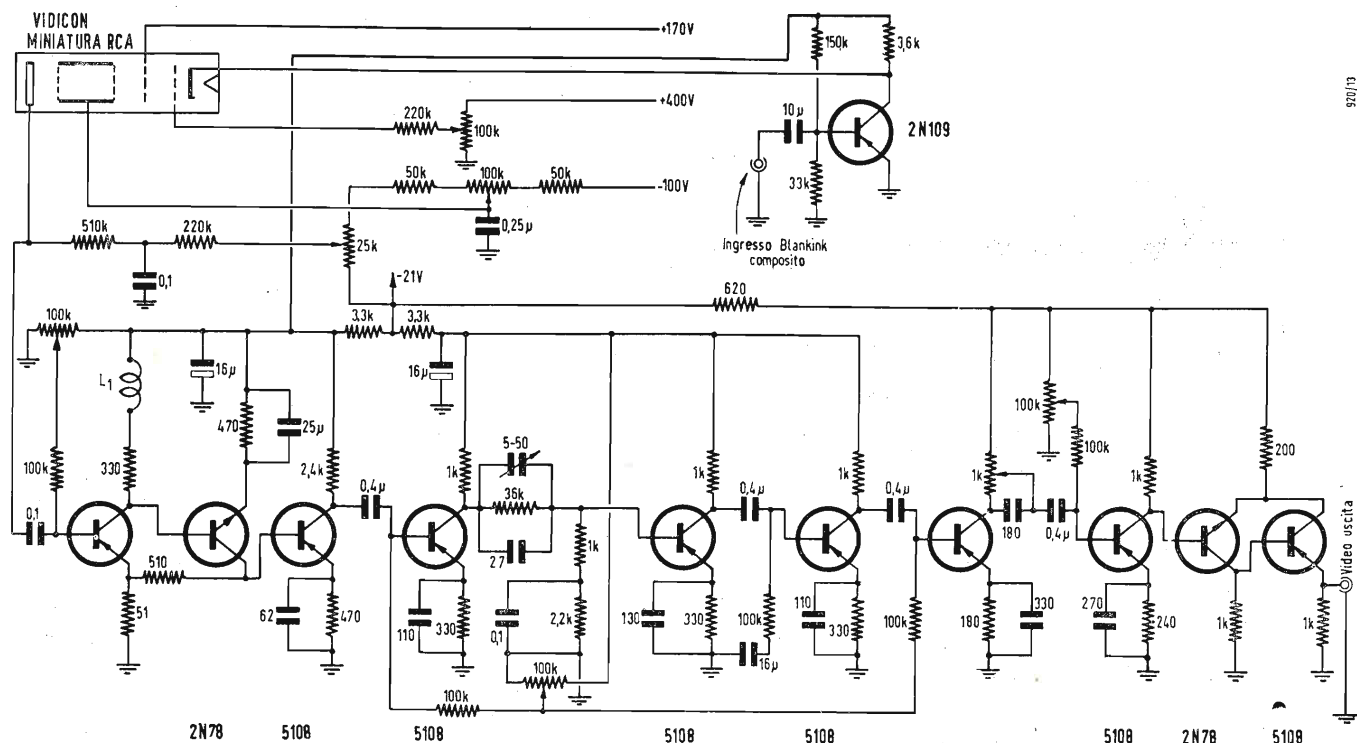 VIDICON
MINIATURA RCA
+170V
150k
3,6k
920/13
+400V
220k
100k
10µ
2N109
50k
100k
50k
-100V
33k
510k
220k
25k
0,25µ
Ingresso Blankink
composito
0,1
-21V
620
100k
3,3k
3,3k
L1
16µ
16µ
470
25µ
5-50
100k
100k
200
100k
330
2,4k
1k
36k
1k
1k
1k
1k
0,1
0,4µ
0,4µ
0,4µ
180
0,4µ
27
1k
510
Video uscita
51
62
470
110
330
0,1
2,2k
130
330
100k
110
330
100k
180
330
270
240
1k
1k
16µ
100k
100k
2N78
5108
5108
5108
5108
5108
2N78
5108